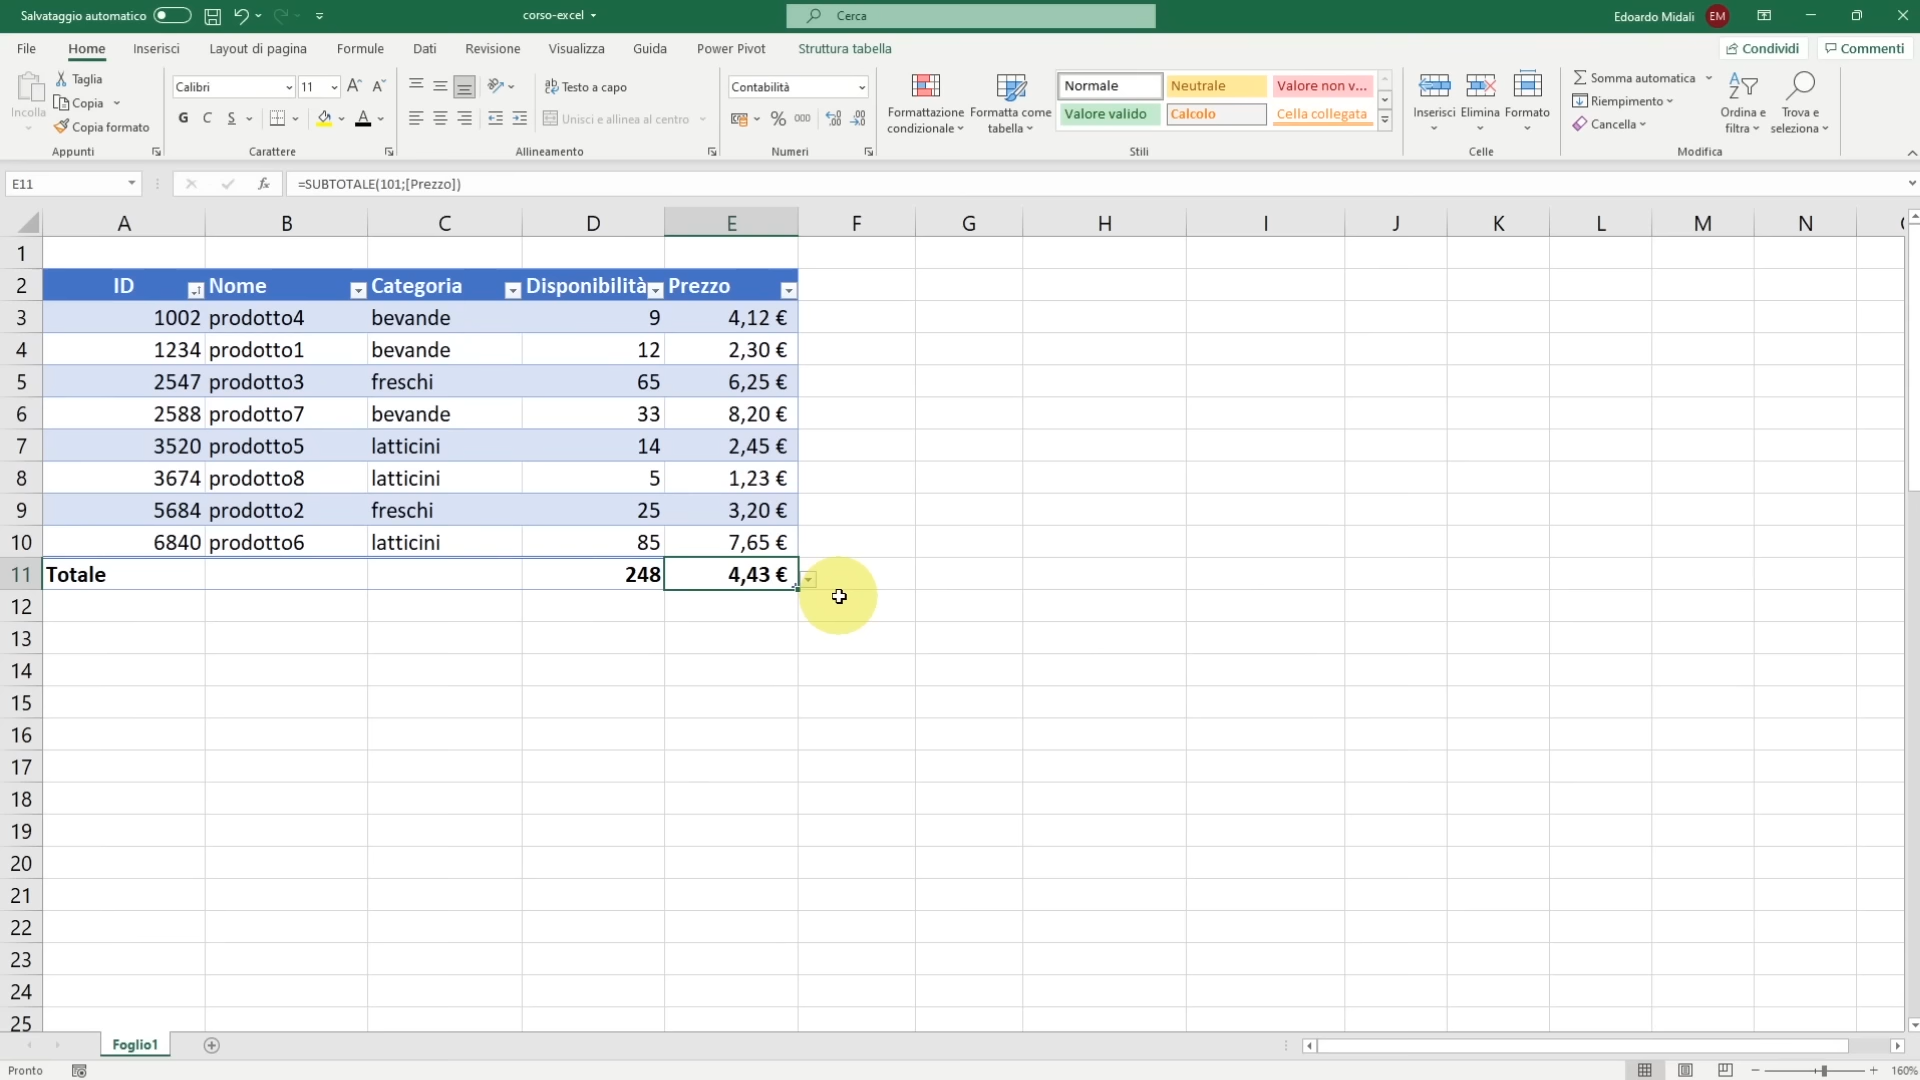 Salvataggio automatico
corso-excel
Cerca
Edoardo Midali
EM
File
Home
Inserisci
Layout di pagina
Formule
Dati
Revisione
Visualizza
Guida
Power Pivot
Struttura tabella
Condividi
Commenti
Incolla
Taglia
Copia
Copia formato
Appunti
Calibri
11
G C S
Carattere
Testo a capo
Unisci e allinea al centro
Allineamento
Contabilità
% 000
Numeri
Formattazione condizionale
Formatta come tabella
Normale
Neutrale
Valore non v...
Valore valido
Calcolo
Cella collegata
Stili
Inserisci
Elimina
Formato
Celle
Somma automatica
Riempimento
Cancella
Ordina e filtra
Trova e seleziona
Modifica
E11
fx
=SUBTOTALE(101;[Prezzo])
A B C D E F G H I J K L M N
1
2 ID Nome Categoria Disponibilità Prezzo
3 1002 prodotto4 bevande 9 4,12 €
4 1234 prodotto1 bevande 12 2,30 €
5 2547 prodotto3 freschi 65 6,25 €
6 2588 prodotto7 bevande 33 8,20 €
7 3520 prodotto5 latticini 14 2,45 €
8 3674 prodotto8 latticini 5 1,23 €
9 5684 prodotto2 freschi 25 3,20 €
10 6840 prodotto6 latticini 85 7,65 €
11 Totale 248 4,43 €
12
13
14
15
16
17
18
19
20
21
22
23
24
25
Foglio1
Pronto
160%